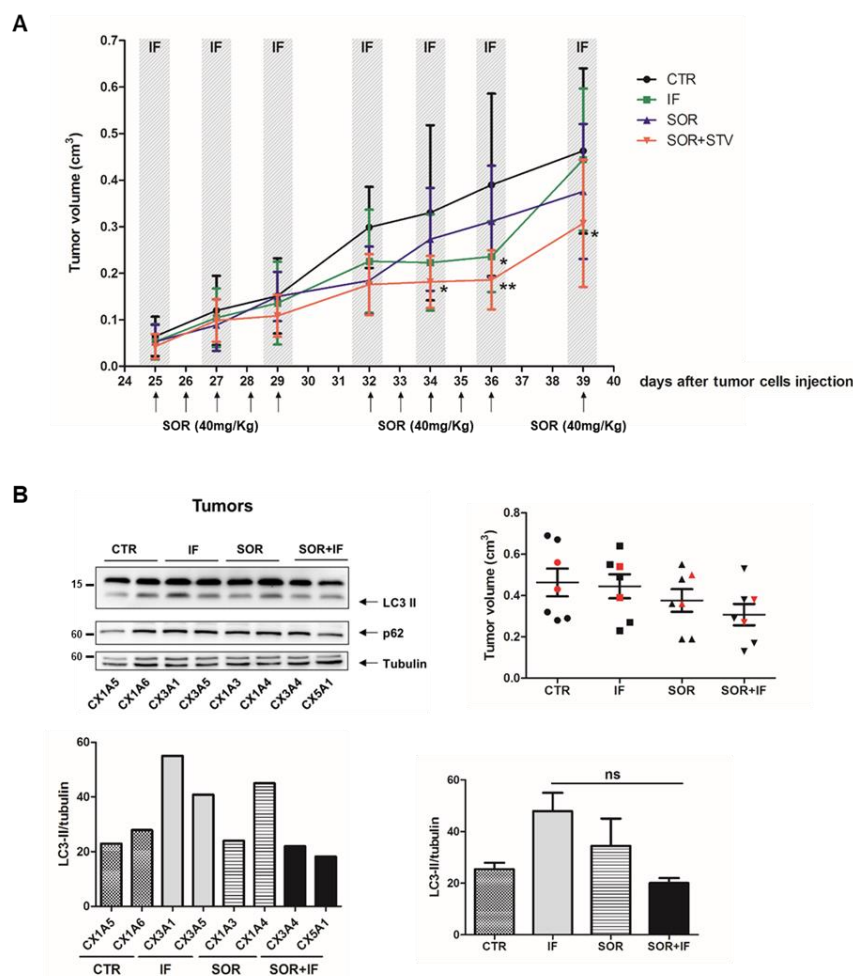 A
IF IF IF IF IF IF IF
0.7
0.6
0.5
0.4
0.3
0.2
0.1
0.0
Tumor volume (cm3)
CTR
IF
SOR
SOR+STV
*
*
**
*
24 25 26 27 28 29 30 31 32 33 34 35 36 37 38 39 40
days after tumor cells injection
SOR (40mg/Kg) SOR (40mg/Kg) SOR (40mg/Kg)
B
Tumors
CTR IF SOR SOR+IF
15
LC3 II
60
p62
60
Tubulin
CX1A5 CX1A6 CX3A1 CX3A5 CX1A3 CX1A4 CX3A4 CX5A1
Tumor volume (cm3)
0.8
0.6
0.4
0.2
0.0
CTR IF SOR SOR+IF
LC3-II/tubulin
60
40
20
0
CX1A5 CX1A6 CX3A1 CX3A5 CX1A3 CX1A4 CX3A4 CX5A1
CTR IF SOR SOR+IF
LC3-II/tubulin
60
40
20
0
ns
CTR IF SOR SOR+IF